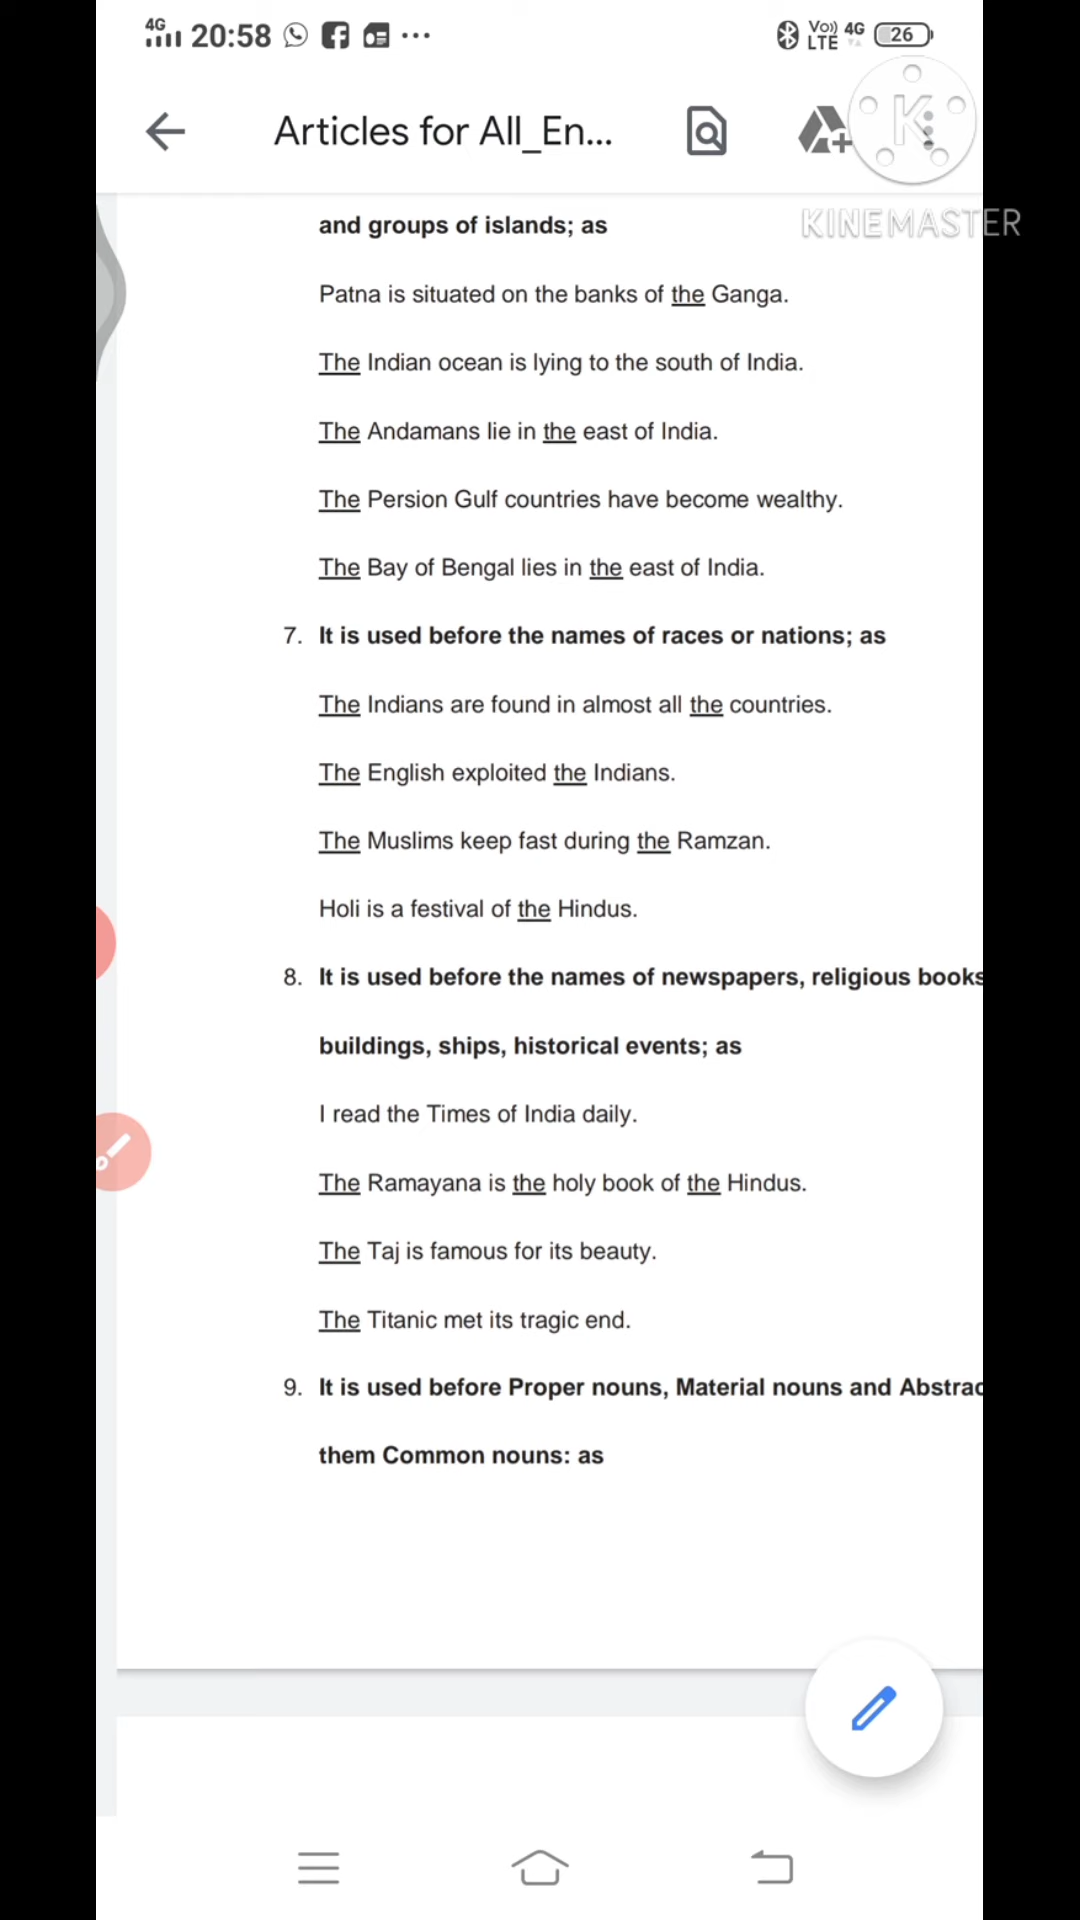 4G 20:58 Vo)) LTE 4G 26
Articles for All_En...
K
KINEMASTER
and groups of islands; as
Patna is situated on the banks of the Ganga.
The Indian ocean is lying to the south of India.
The Andamans lie in the east of India.
The Persion Gulf countries have become wealthy.
The Bay of Bengal lies in the east of India.
7. It is used before the names of races or nations; as
The Indians are found in almost all the countries.
The English exploited the Indians.
The Muslims keep fast during the Ramzan.
Holi is a festival of the Hindus.
8. It is used before the names of newspapers, religious books
buildings, ships, historical events; as
I read the Times of India daily.
The Ramayana is the holy book of the Hindus.
The Taj is famous for its beauty.
The Titanic met its tragic end.
9. It is used before Proper nouns, Material nouns and Abstrac
them Common nouns: as